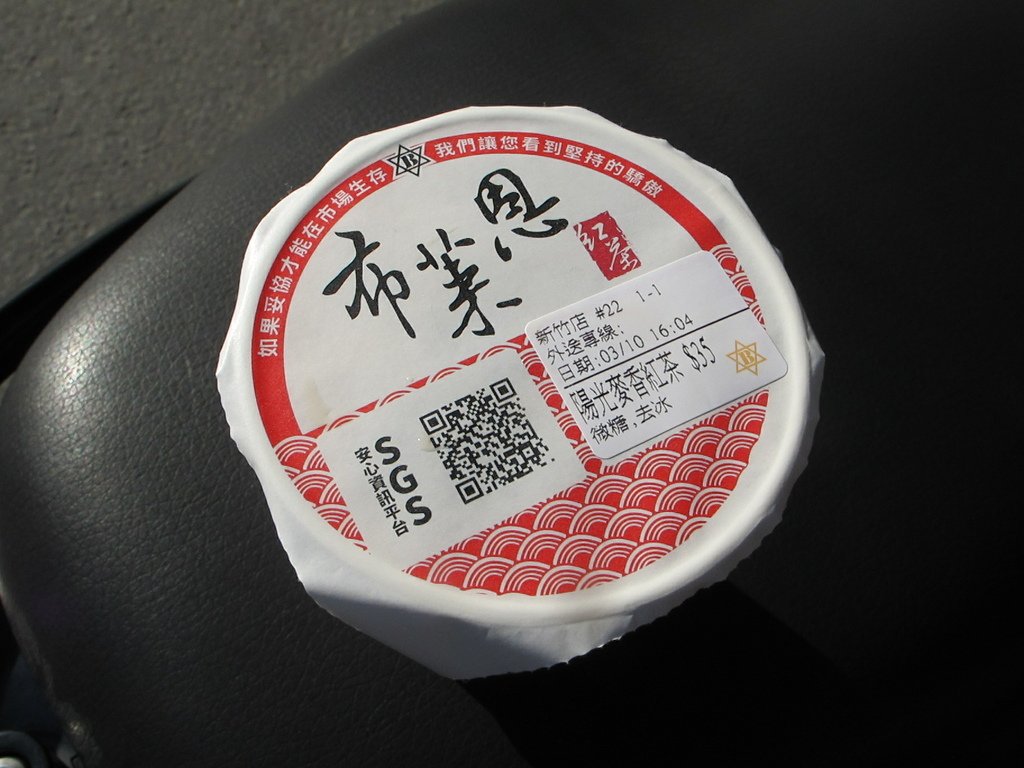 如果妥協才能在市場生存 B 我們讓您看到堅持的驕傲
布萊恩
紅茶
新竹店 #22 1-1
外送專線:
日期:03/10 16:04
陽光麥香紅茶 $35
微糖,去冰
B
SGS
安心資訊平台